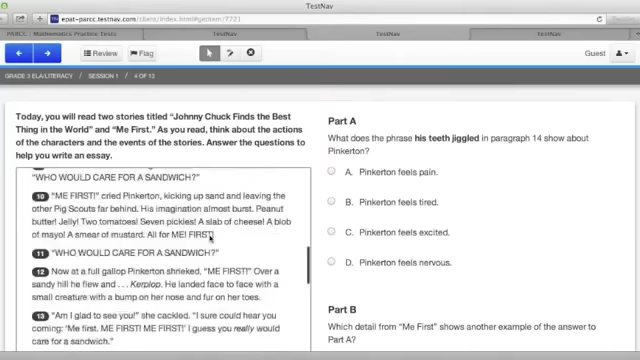 TestNav
epat-parcc.testnav.com/client/index.html#getitem/7721
PARCC | Mathematics Practice Tests
TestNav
TestNav
TestNav
Review
Flag
Guest
GRADE 3 ELA/LITERACY | SESSION 1 | 4 OF 13
Today, you will read two stories titled “Johnny Chuck Finds the Best
Thing in the World” and “Me First.” As you read, think about the actions
of the characters and the events of the stories. Answer the questions to
help you write an essay.
“WHO WOULD CARE FOR A SANDWICH?”
10 “ME FIRST!” cried Pinkerton, kicking up sand and leaving the
other Pig Scouts far behind. His imagination almost burst. Peanut
butter! Jelly! Two tomatoes! Seven pickles! A slab of cheese! A blob
of mayo! A smear of mustard. All for ME! FIRST!
11 “WHO WOULD CARE FOR A SANDWICH?”
12 Now at a full gallop Pinkerton shrieked, “ME FIRST!” Over a
sandy hill he flew and . . . Kerplop. He landed face to face with a
small creature with a bump on her nose and fur on her toes.
13 “Am I glad to see you!” she cackled. “I sure could hear you
coming: ‘Me first. ME FIRST! ME FIRST!’ I guess you really would
care for a sandwich.”
Part A
What does the phrase his teeth jiggled in paragraph 14 show about
Pinkerton?
A. Pinkerton feels pain.
B. Pinkerton feels tired.
C. Pinkerton feels excited.
D. Pinkerton feels nervous.
Part B
Which detail from “Me First” shows another example of the answer to
Part A?